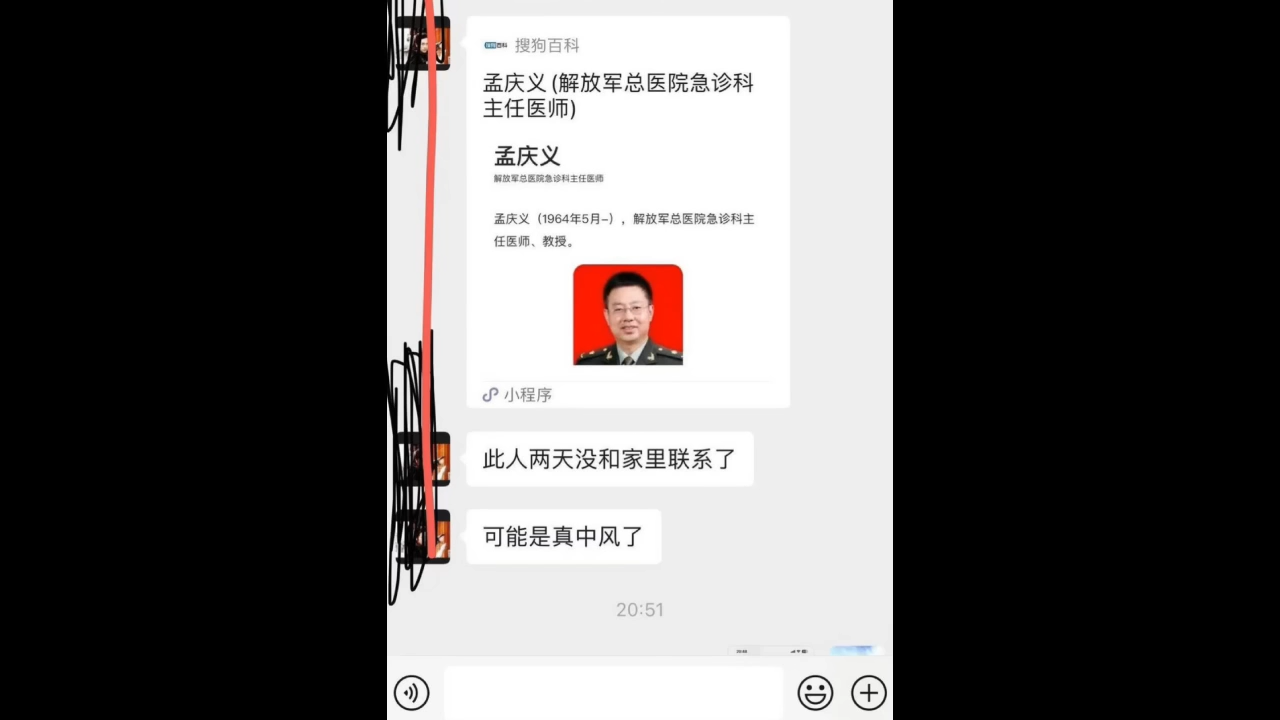 搜狗百科
孟庆义(解放军总医院急诊科
主任医师)
孟庆义
解放军总医院急诊科主任医师
孟庆义（1964年5月–），解放军总医院急诊科主
任医师、教授。
小程序
此人两天没和家里联系了
可能是真中风了
20:51